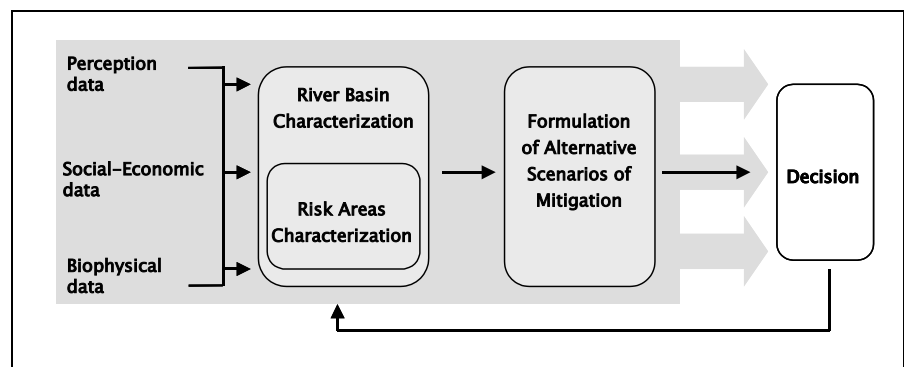 Perception
data
Social-Economic
data
Biophysical
data
River Basin
Characterization
Risk Areas
Characterization
Formulation
of Alternative
Scenarios of
Mitigation
Decision